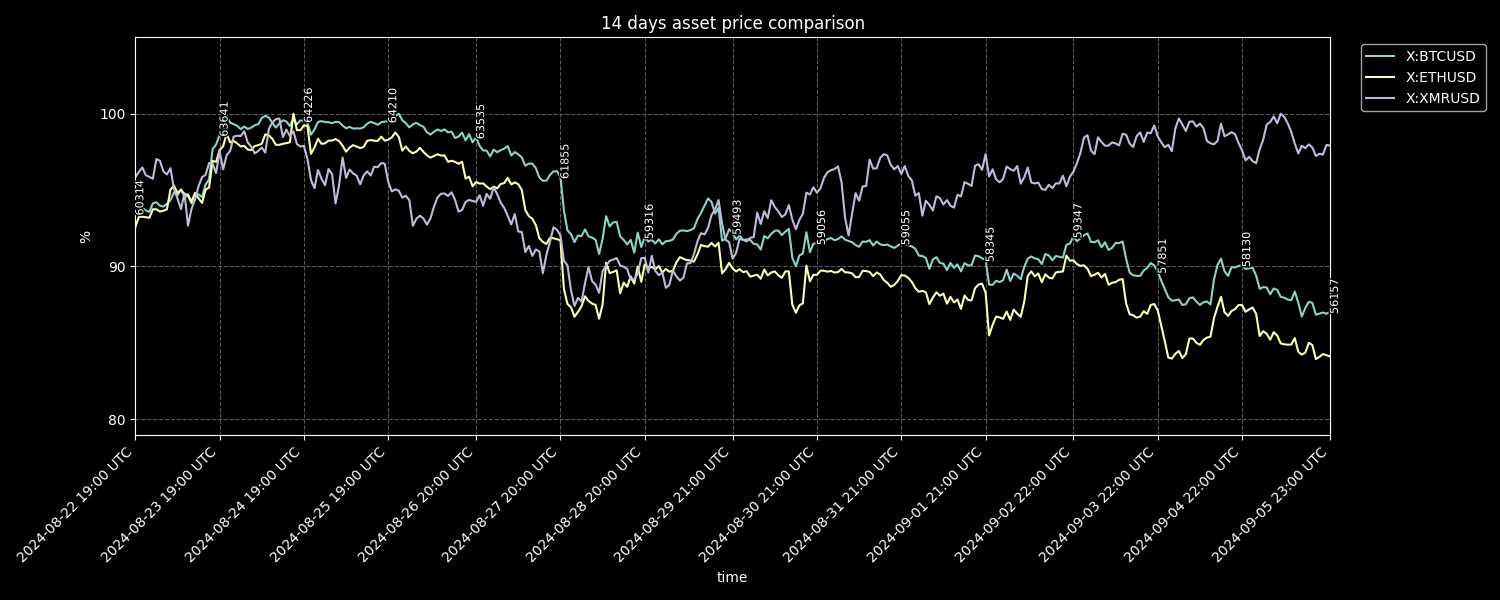 14 days asset price comparison
X:BTCUSD
X:ETHUSD
X:XMRUSD
%
100
90
80
60314
63641
64226
64210
63535
61855
59316
59493
59056
59055
58345
59347
57851
58130
56157
2024-08-22 19:00 UTC
2024-08-23 19:00 UTC
2024-08-24 19:00 UTC
2024-08-25 19:00 UTC
2024-08-26 20:00 UTC
2024-08-27 20:00 UTC
2024-08-28 20:00 UTC
2024-08-29 21:00 UTC
2024-08-30 21:00 UTC
2024-08-31 21:00 UTC
2024-09-01 21:00 UTC
2024-09-02 22:00 UTC
2024-09-03 22:00 UTC
2024-09-04 22:00 UTC
2024-09-05 23:00 UTC
time